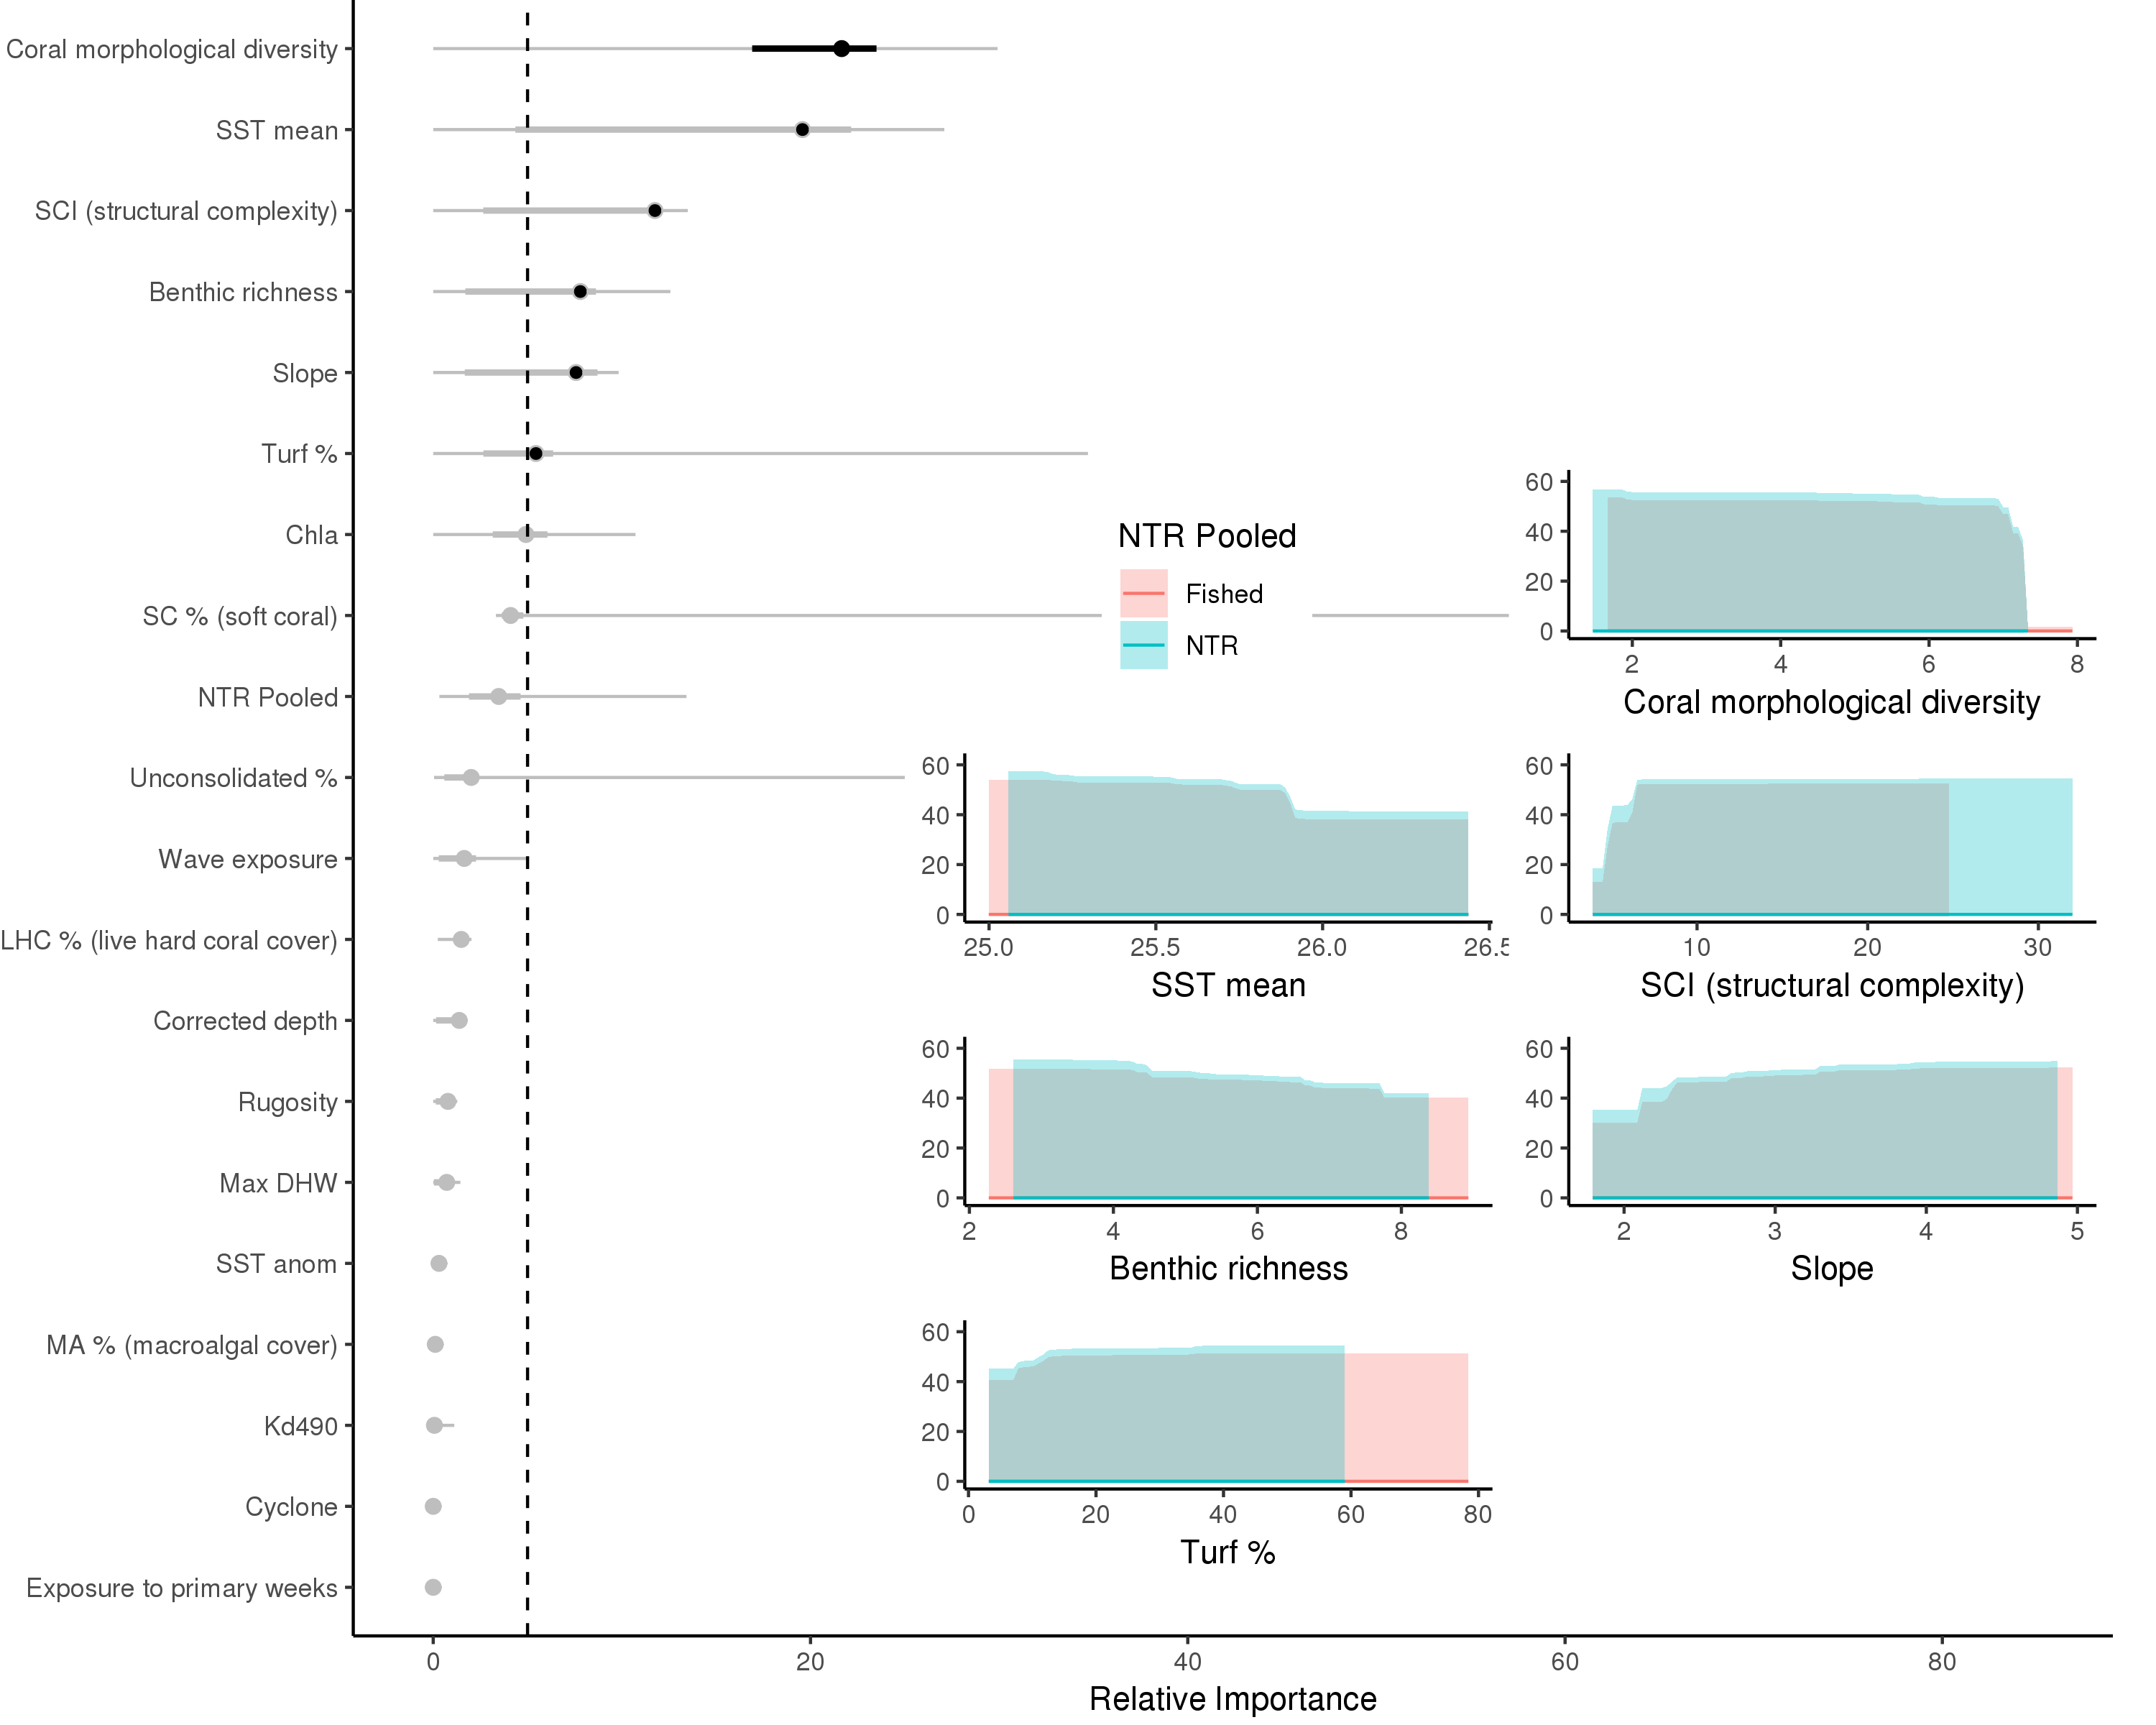 Coral morphological diversity
SST mean
SCI (structural complexity)
Benthic richness
Slope
Turf %
Chla
SC % (soft coral)
NTR Pooled
Unconsolidated %
Wave exposure
LHC % (live hard coral cover)
Corrected depth
Rugosity
Max DHW
SST anom
MA % (macroalgal cover)
Kd490
Cyclone
Exposure to primary weeks
0 20 40 60 80
Relative Importance
NTR Pooled
Fished
NTR
60
40
20
0
2 4 6 8
Coral morphological diversity
60
40
20
0
25.0 25.5 26.0 26.5
SST mean
60
40
20
0
10 20 30
SCI (structural complexity)
60
40
20
0
2 4 6 8
Benthic richness
60
40
20
0
2 3 4 5
Slope
60
40
20
0
0 20 40 60 80
Turf %